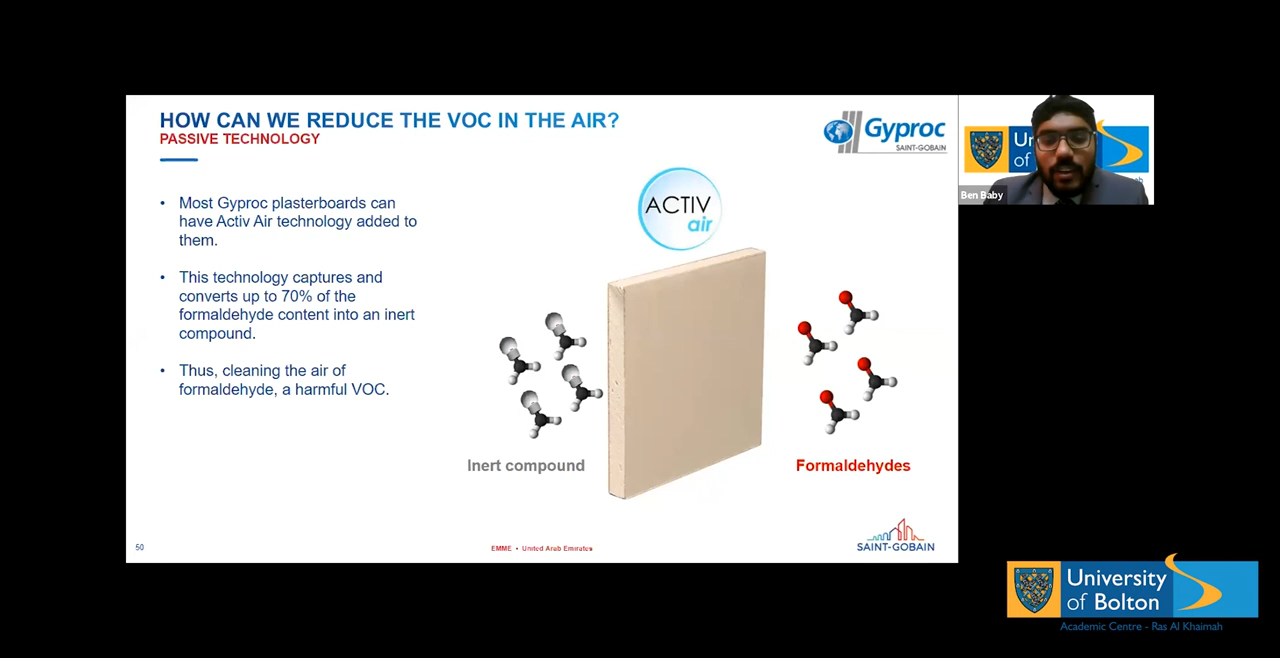 HOW CAN WE REDUCE THE VOC IN THE AIR?
PASSIVE TECHNOLOGY
Gyproc
SAINT-GOBAIN
• Most Gyproc plasterboards can
have Activ Air technology added to
them.
• This technology captures and
converts up to 70% of the
formaldehyde content into an inert
compound.
• Thus, cleaning the air of
formaldehyde, a harmful VOC.
ACTIV
air
Inert compound
Formaldehydes
50
EMME • United Arab Emirates
SAINT-GOBAIN
of
Ben Baby
University
of Bolton
Academic Centre - Ras Al Khaimah